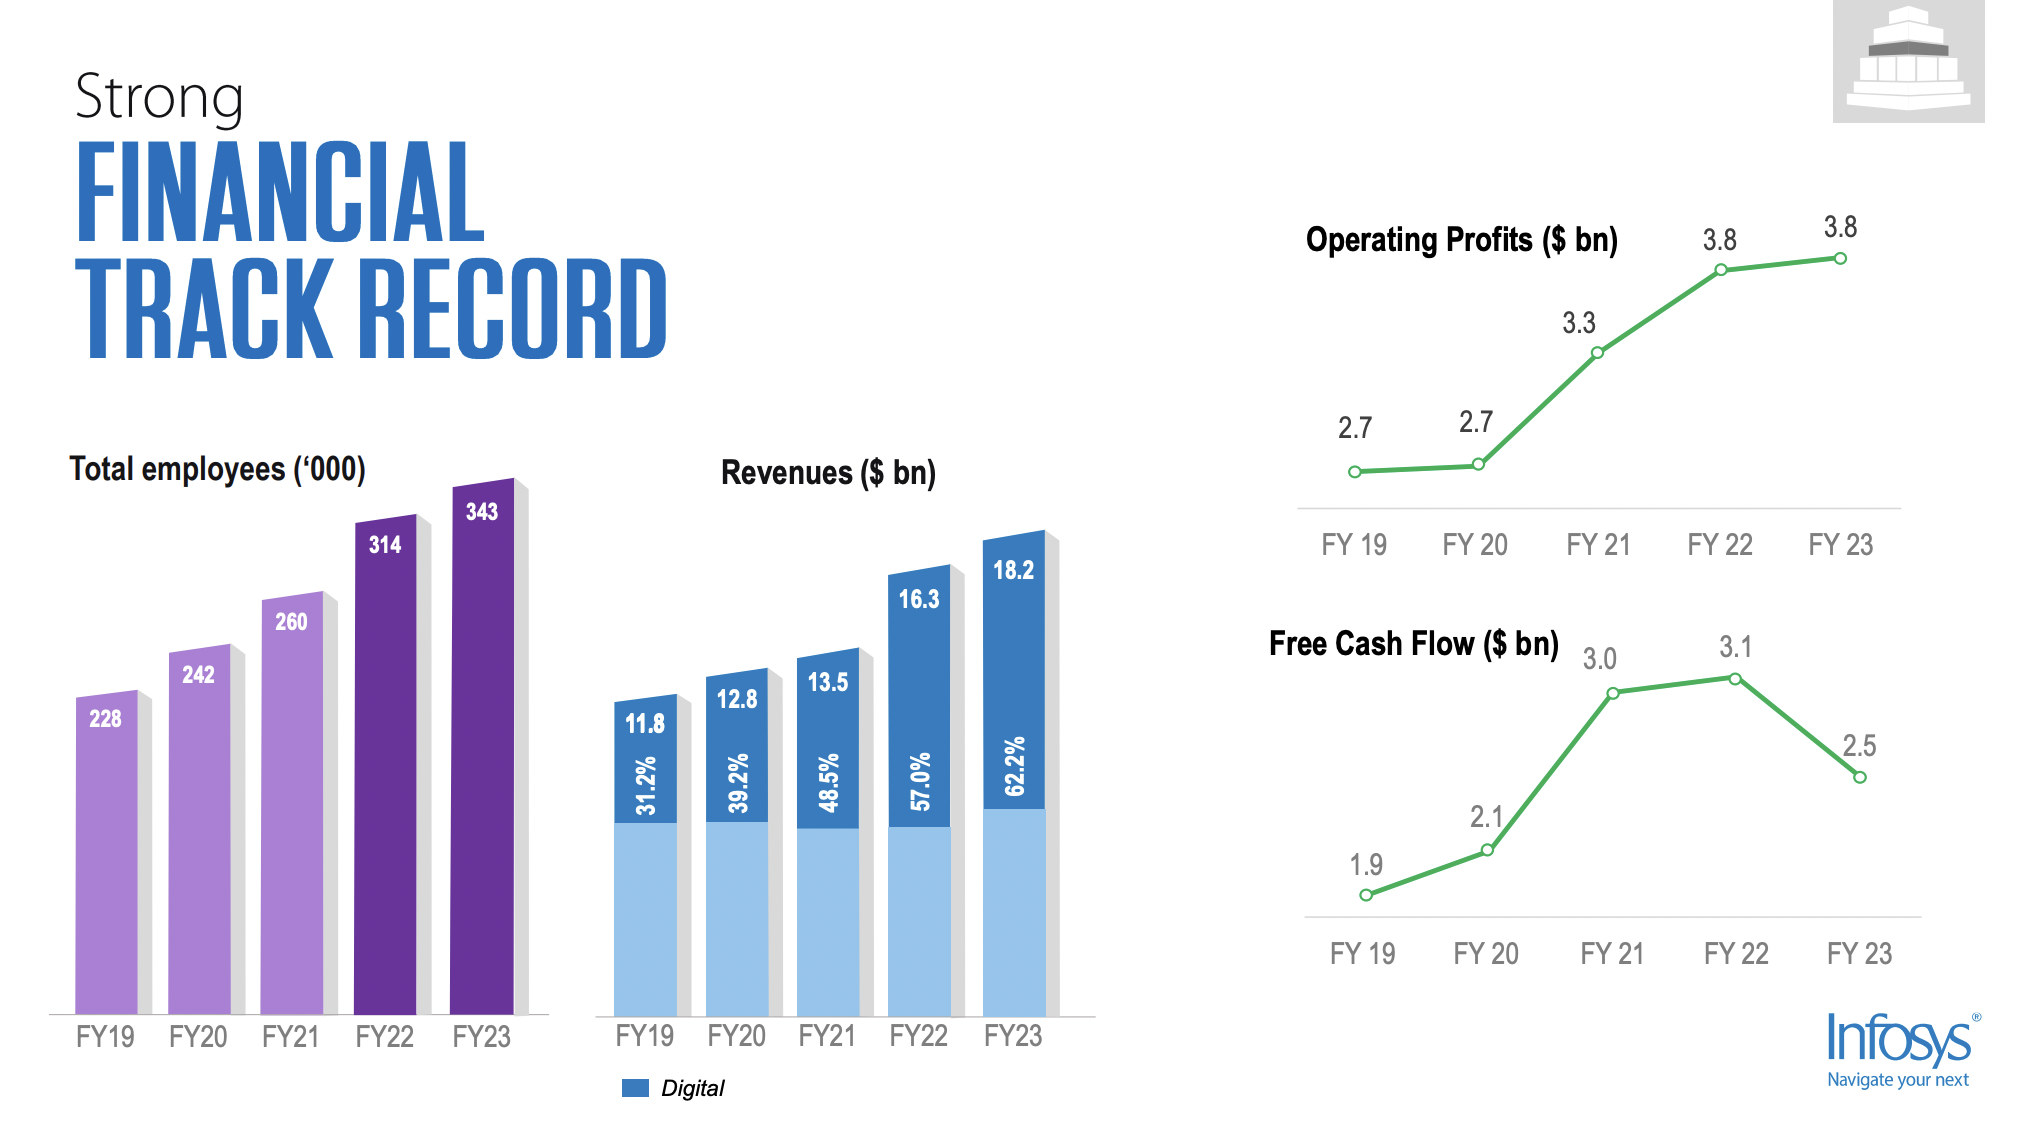 Strong
FINANCIAL
TRACK RECORD
Total employees (‘000)
228
242
260
314
343
FY19
FY20
FY21
FY22
FY23
Revenues ($ bn)
11.8
12.8
13.5
16.3
18.2
31.2%
39.2%
48.5%
57.0%
62.2%
FY19
FY20
FY21
FY22
FY23
Digital
Operating Profits ($ bn)
2.7
2.7
3.3
3.8
3.8
FY 19
FY 20
FY 21
FY 22
FY 23
Free Cash Flow ($ bn)
1.9
2.1
3.0
3.1
2.5
FY 19
FY 20
FY 21
FY 22
FY 23
Infosys®
Navigate your next